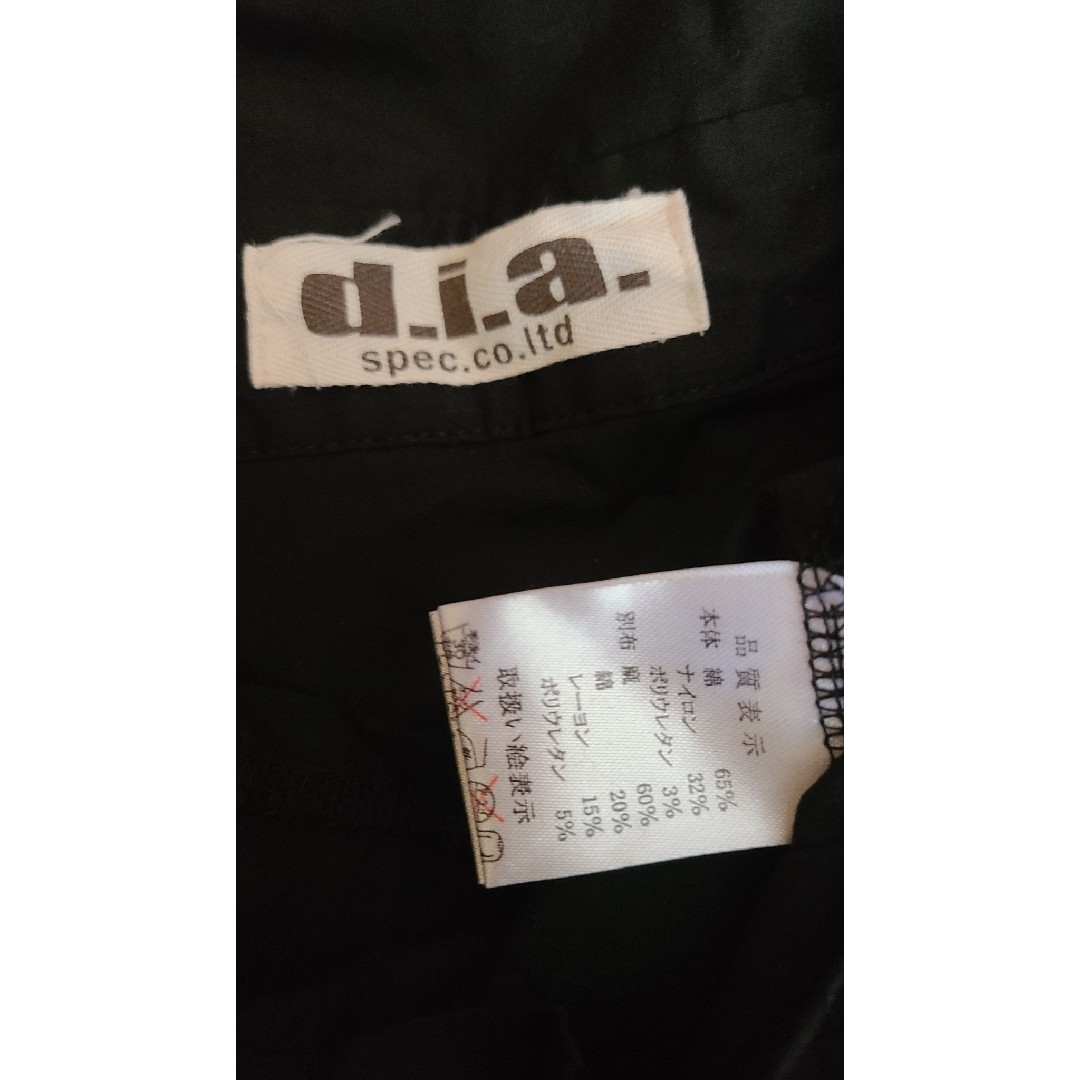 d.i.a.
spec.co.ltd
品質表示
本体 綿 65%
ナイロン 32%
ポリウレタン 3%
別布 麻 60%
綿 20%
レーヨン 15%
ポリウレタン 5%
取扱い絵表示